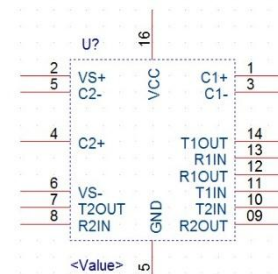 U?
16
2 VS+ VCC C1+ 1
5 C2- C1- 3
4 C2+ T1OUT 14
R1IN 13
R1OUT 12
6 VS- T1IN 11
7 T2OUT GND T2IN 10
8 R2IN R2OUT 09
<Value> 5